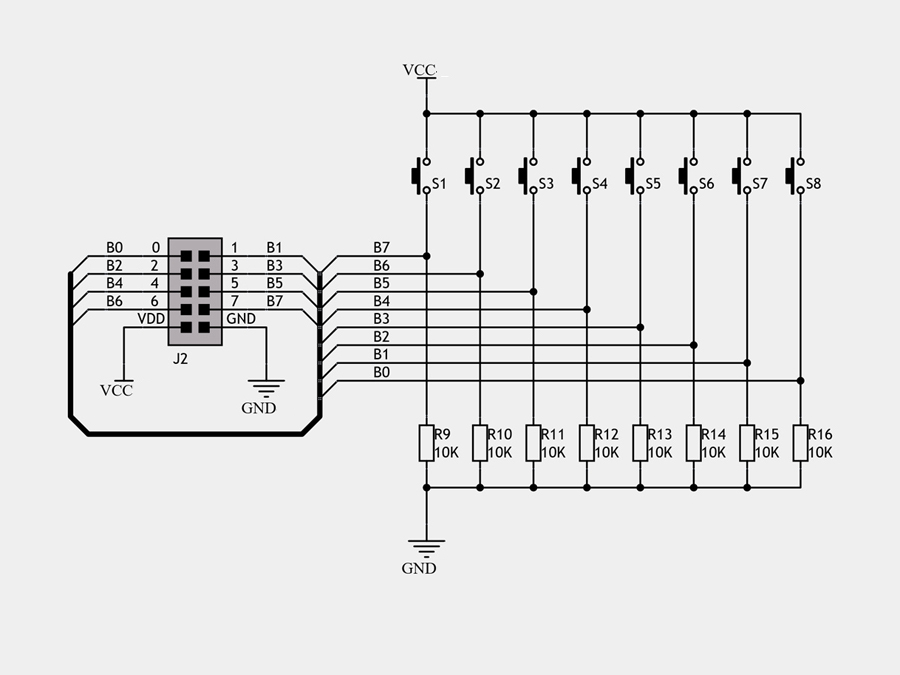 VCC
S1 S2 S3 S4 S5 S6 S7 S8
B0 0 1 B1 B7
B2 2 3 B3 B6
B4 4 5 B5 B5
B6 6 7 B7 B4
VDD GND B3
B2
J2 B1
B0
VCC
GND
R9 R10 R11 R12 R13 R14 R15 R16
10K 10K 10K 10K 10K 10K 10K 10K
GND